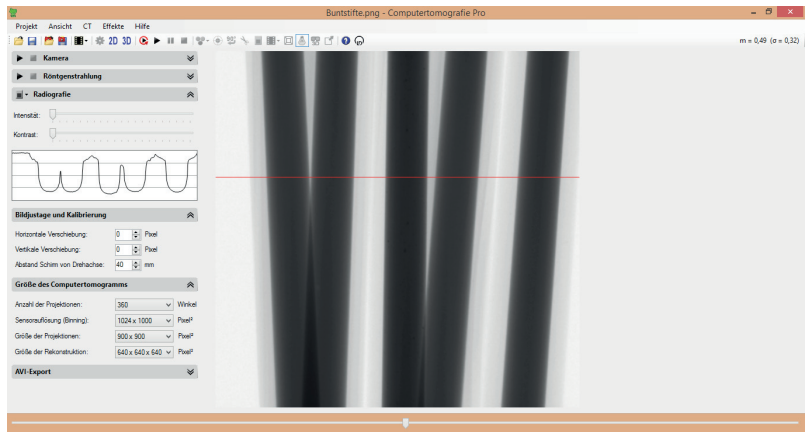 Buntstifte.png - Computertomografie Pro
Projekt Ansicht CT Effekte Hilfe
2D 3D
m = 0,49 (σ = 0,32)
Kamera
Röntgenstrahlung
Radiografie
Intensität:
Kontrast:
Bildjustage und Kalibrierung
Horizontale Verschiebung: 0 Pixel
Vertikale Verschiebung: 0 Pixel
Abstand Schirm von Drehachse: 40 mm
Größe des Computertomogramms
Anzahl der Projektionen: 360 Winkel
Sensorauflösung (Binning): 1024 x 1000 Pixel²
Größe der Projektionen: 900 x 900 Pixel²
Größe der Rekonstruktion: 640 x 640 x 640 Pixel³
AVI-Export